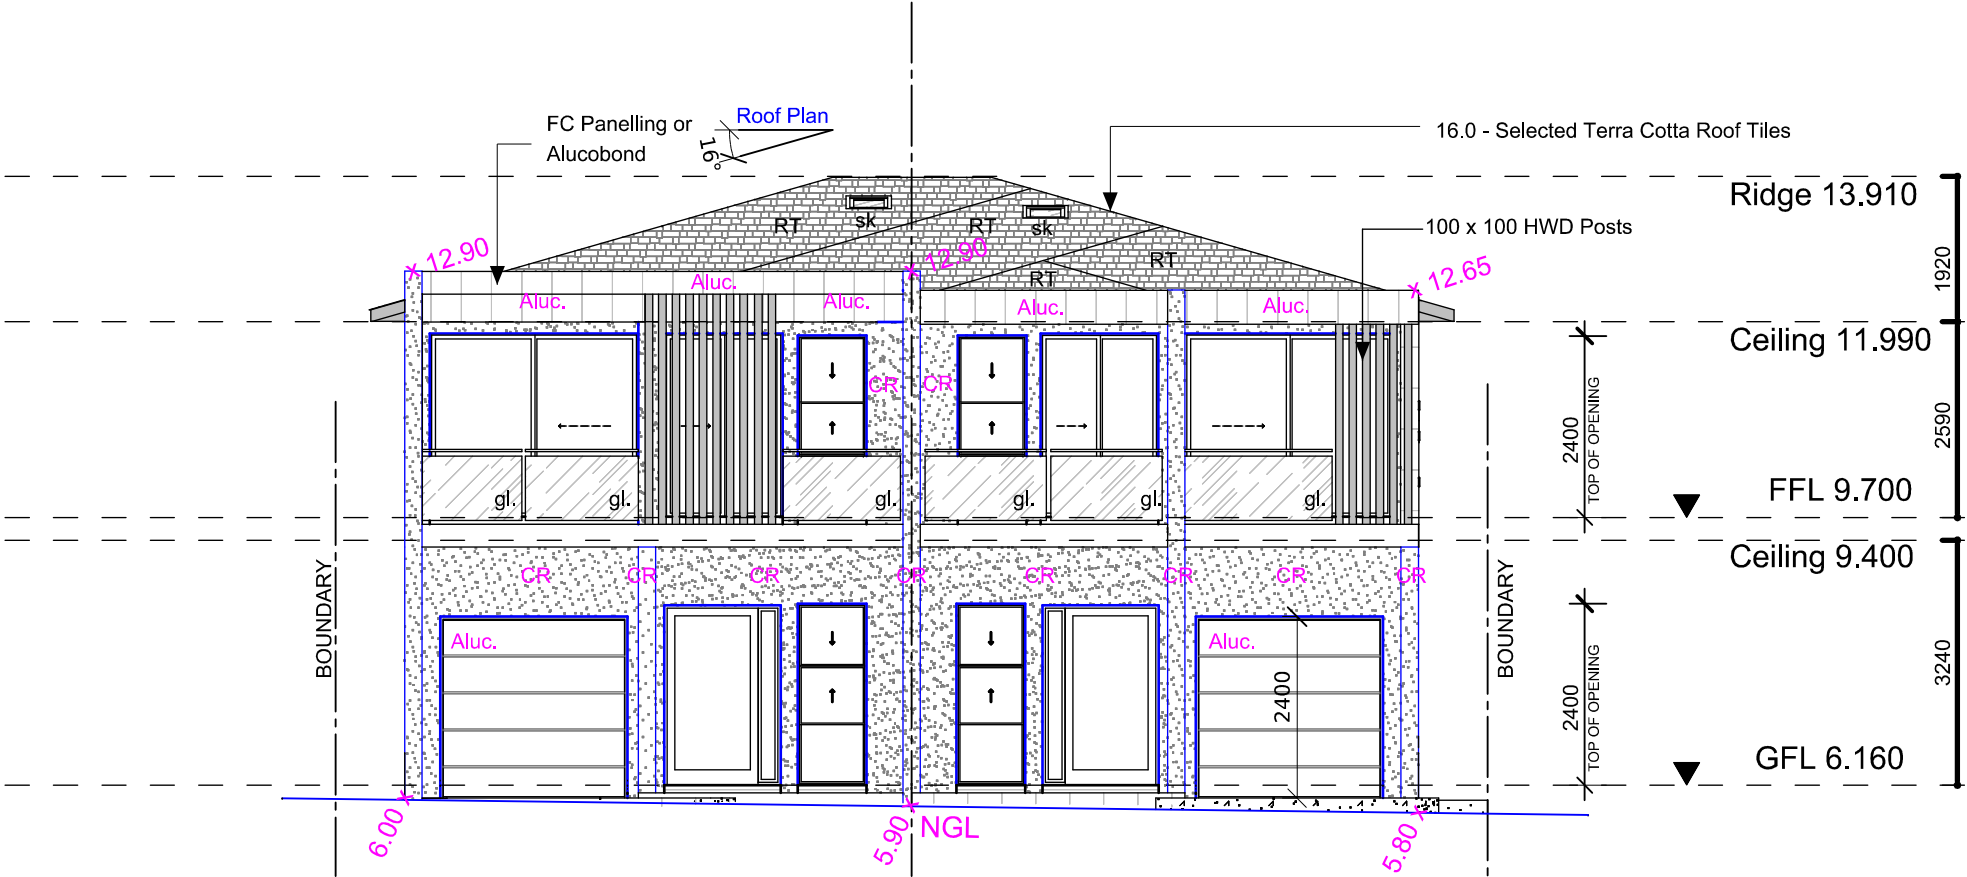 FC Panelling or
Alucobond
Roof Plan
16°
16.0 - Selected Terra Cotta Roof Tiles
Ridge 13.910
100 x 100 HWD Posts
RT
sk
RT
sk
RT
RT
x 12.90
x 12.90
x 12.65
1920
Aluc.
Aluc.
Aluc.
Aluc.
Aluc.
Ceiling 11.990
CR
CR
2400
TOP OF OPENING
2590
gl.
gl.
gl.
gl.
gl.
gl.
FFL 9.700
Ceiling 9.400
CR
CR
CR
CR
CR
CR
CR
CR
BOUNDARY
BOUNDARY
Aluc.
Aluc.
2400
2400
TOP OF OPENING
3240
GFL 6.160
6.00 x
5.90 x
NGL
5.80 x